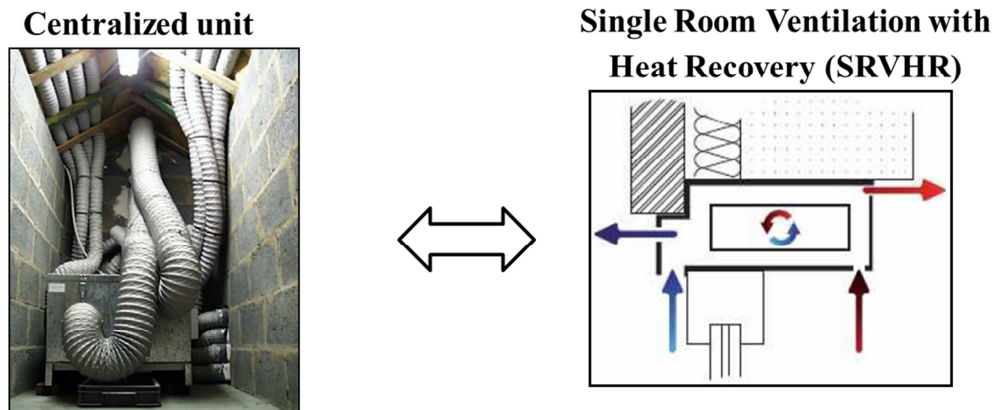 Centralized unit
Single Room Ventilation with
Heat Recovery (SRVHR)